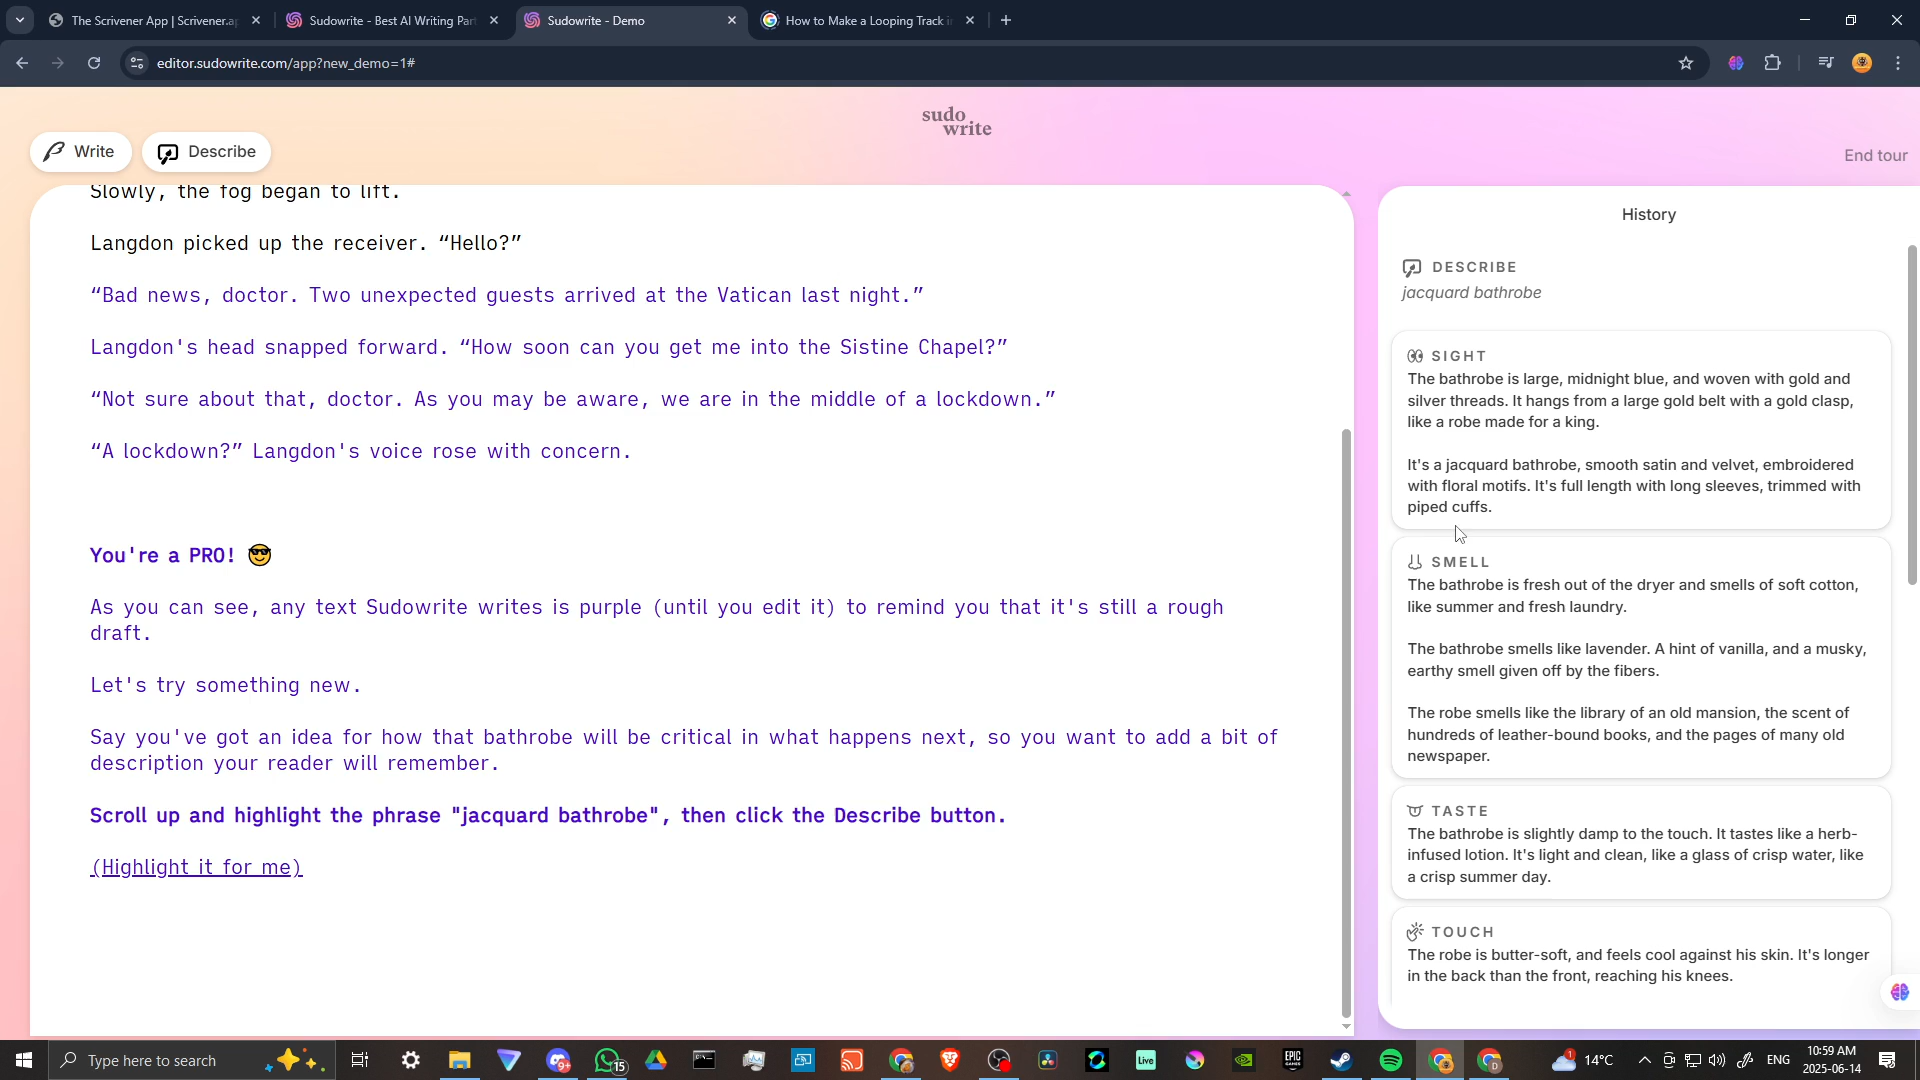 The Scrivener App | Scrivener.a
Sudowrite - Best AI Writing Par
Sudowrite - Demo
How to Make a Looping Track i
editor.sudowrite.com/app?new_demo=1#
sudo
write
Write
Describe
End tour
Slowly, the fog began to lift.
Langdon picked up the receiver. “Hello?”
“Bad news, doctor. Two unexpected guests arrived at the Vatican last night.”
Langdon's head snapped forward. “How soon can you get me into the Sistine Chapel?”
“Not sure about that, doctor. As you may be aware, we are in the middle of a lockdown.”
“A lockdown?” Langdon's voice rose with concern.
You're a PRO! 😎
As you can see, any text Sudowrite writes is purple (until you edit it) to remind you that it's still a rough
draft.
Let's try something new.
Say you've got an idea for how that bathrobe will be critical in what happens next, so you want to add a bit of
description your reader will remember.
Scroll up and highlight the phrase "jacquard bathrobe", then click the Describe button.
(Highlight it for me)
History
DESCRIBE
jacquard bathrobe
SIGHT
The bathrobe is large, midnight blue, and woven with gold and
silver threads. It hangs from a large gold belt with a gold clasp,
like a robe made for a king.
It's a jacquard bathrobe, smooth satin and velvet, embroidered
with floral motifs. It's full length with long sleeves, trimmed with
piped cuffs.
SMELL
The bathrobe is fresh out of the dryer and smells of soft cotton,
like summer and fresh laundry.
The bathrobe smells like lavender. A hint of vanilla, and a musky,
earthy smell given off by the fibers.
The robe smells like the library of an old mansion, the scent of
hundreds of leather-bound books, and the pages of many old
newspaper.
TASTE
The bathrobe is slightly damp to the touch. It tastes like a herb-
infused lotion. It's light and clean, like a glass of crisp water, like
a crisp summer day.
TOUCH
The robe is butter-soft, and feels cool against his skin. It's longer
in the back than the front, reaching his knees.
Type here to search
9+
15
Live
EPIC
GAMES
1
14°C
ENG
10:59 AM
2025-06-14